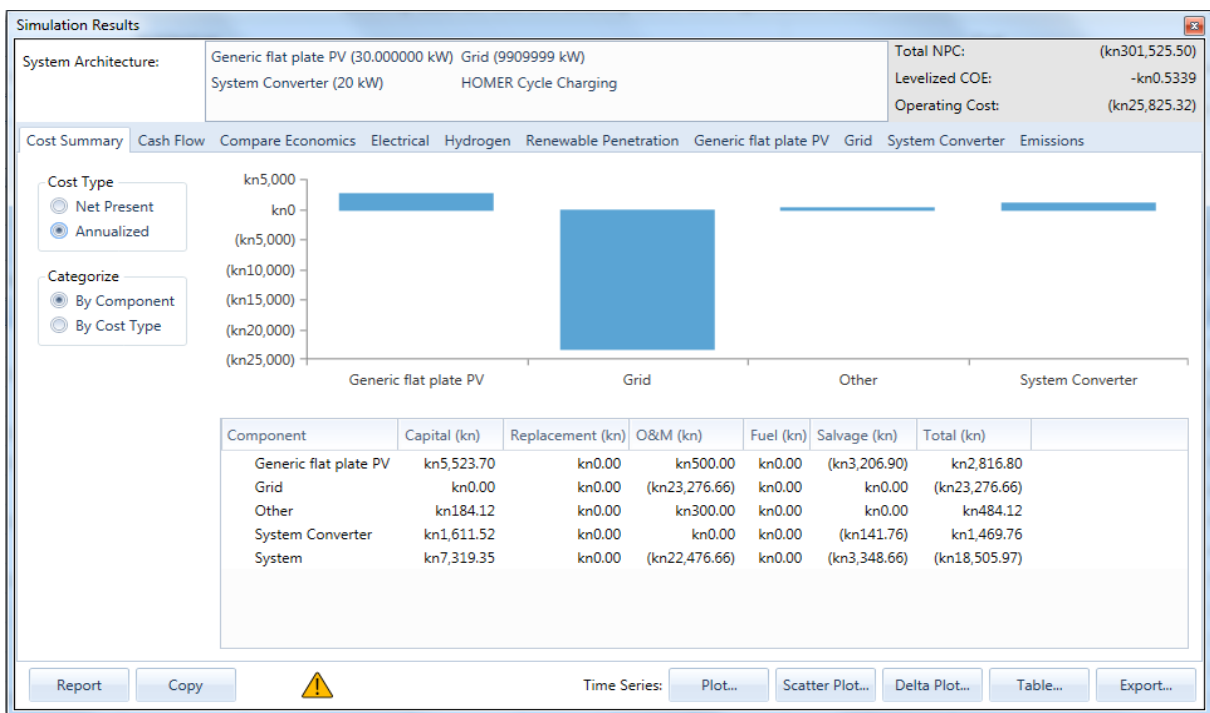 Simulation Results
System Architecture:
Generic flat plate PV (30.000000 kW) Grid (9909999 kW)
System Converter (20 kW) HOMER Cycle Charging
Total NPC: (kn301,525.50)
Levelized COE: -kn0.5339
Operating Cost: (kn25,825.32)
Cost Summary Cash Flow Compare Economics Electrical Hydrogen Renewable Penetration Generic flat plate PV Grid System Converter Emissions
Cost Type
Net Present
Annualized
Categorize
By Component
By Cost Type
kn5,000
kn0
(kn5,000)
(kn10,000)
(kn15,000)
(kn20,000)
(kn25,000)
Generic flat plate PV Grid Other System Converter
Component Capital (kn) Replacement (kn) O&M (kn) Fuel (kn) Salvage (kn) Total (kn)
Generic flat plate PV kn5,523.70 kn0.00 kn500.00 kn0.00 (kn3,206.90) kn2,816.80
Grid kn0.00 kn0.00 (kn23,276.66) kn0.00 kn0.00 (kn23,276.66)
Other kn184.12 kn0.00 kn300.00 kn0.00 kn0.00 kn484.12
System Converter kn1,611.52 kn0.00 kn0.00 kn0.00 (kn141.76) kn1,469.76
System kn7,319.35 kn0.00 (kn22,476.66) kn0.00 (kn3,348.66) (kn18,505.97)
Report Copy Time Series: Plot... Scatter Plot... Delta Plot... Table... Export...